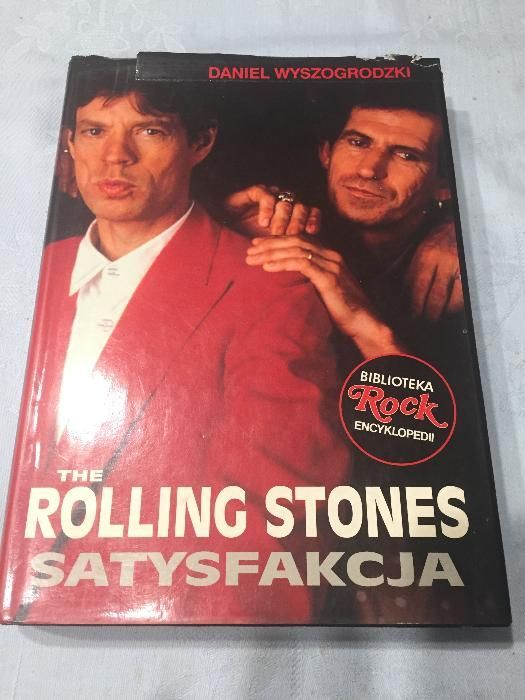 DANIEL WYSZOGRODZKI
BIBLIOTEKA
Rock
ENCYKLOPEDII
THE
ROLLING STONES
SATYSFAKCJA